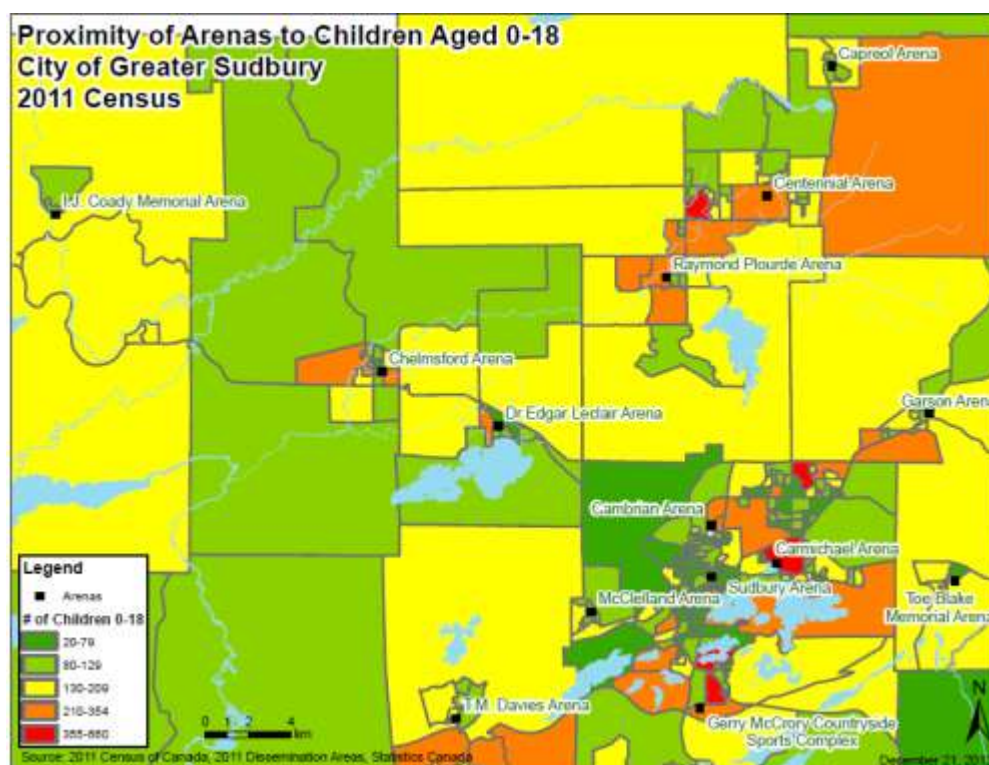 Proximity of Arenas to Children Aged 0-18
City of Greater Sudbury
2011 Census
Capreol Arena
I.J. Coady Memorial Arena
Centennial Arena
Raymond Plourde Arena
Chelmsford Arena
Garson Arena
Dr Edgar Leclair Arena
Cambrian Arena
Carmichael Arena
Sudbury Arena
McClelland Arena
Toe Blake
Memorial Arena
T.M. Davies Arena
Gerry McCrory Countryside
Sports Complex
Legend
Arenas
# of Children 0-18
20-79
80-129
130-209
210-354
355-660
0 1 2 4
km
N
Source: 2011 Census of Canada, 2011 Dissemination Areas, Statistics Canada
December 21, 201